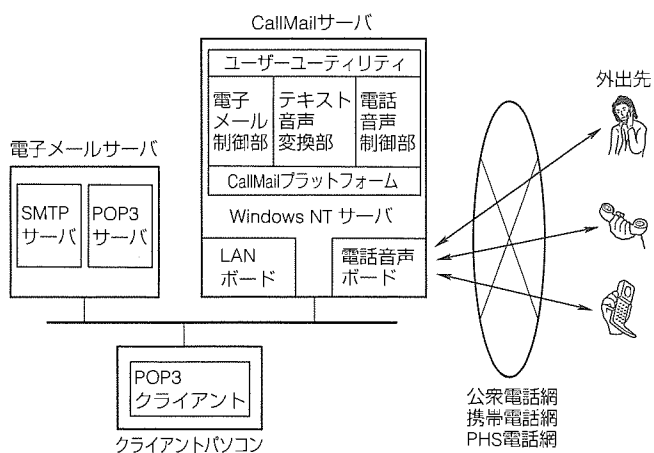 CallMailサーバ
ユーザーユーティリティ
電子
メール
制御部
テキスト
音声
変換部
電話
音声
制御部
CallMailプラットフォーム
Windows NT サーバ
LAN
ボード
電話音声
ボード
電子メールサーバ
SMTP
サーバ
POP3
サーバ
POP3
クライアント
クライアントパソコン
外出先
公衆電話網
携帯電話網
PHS電話網